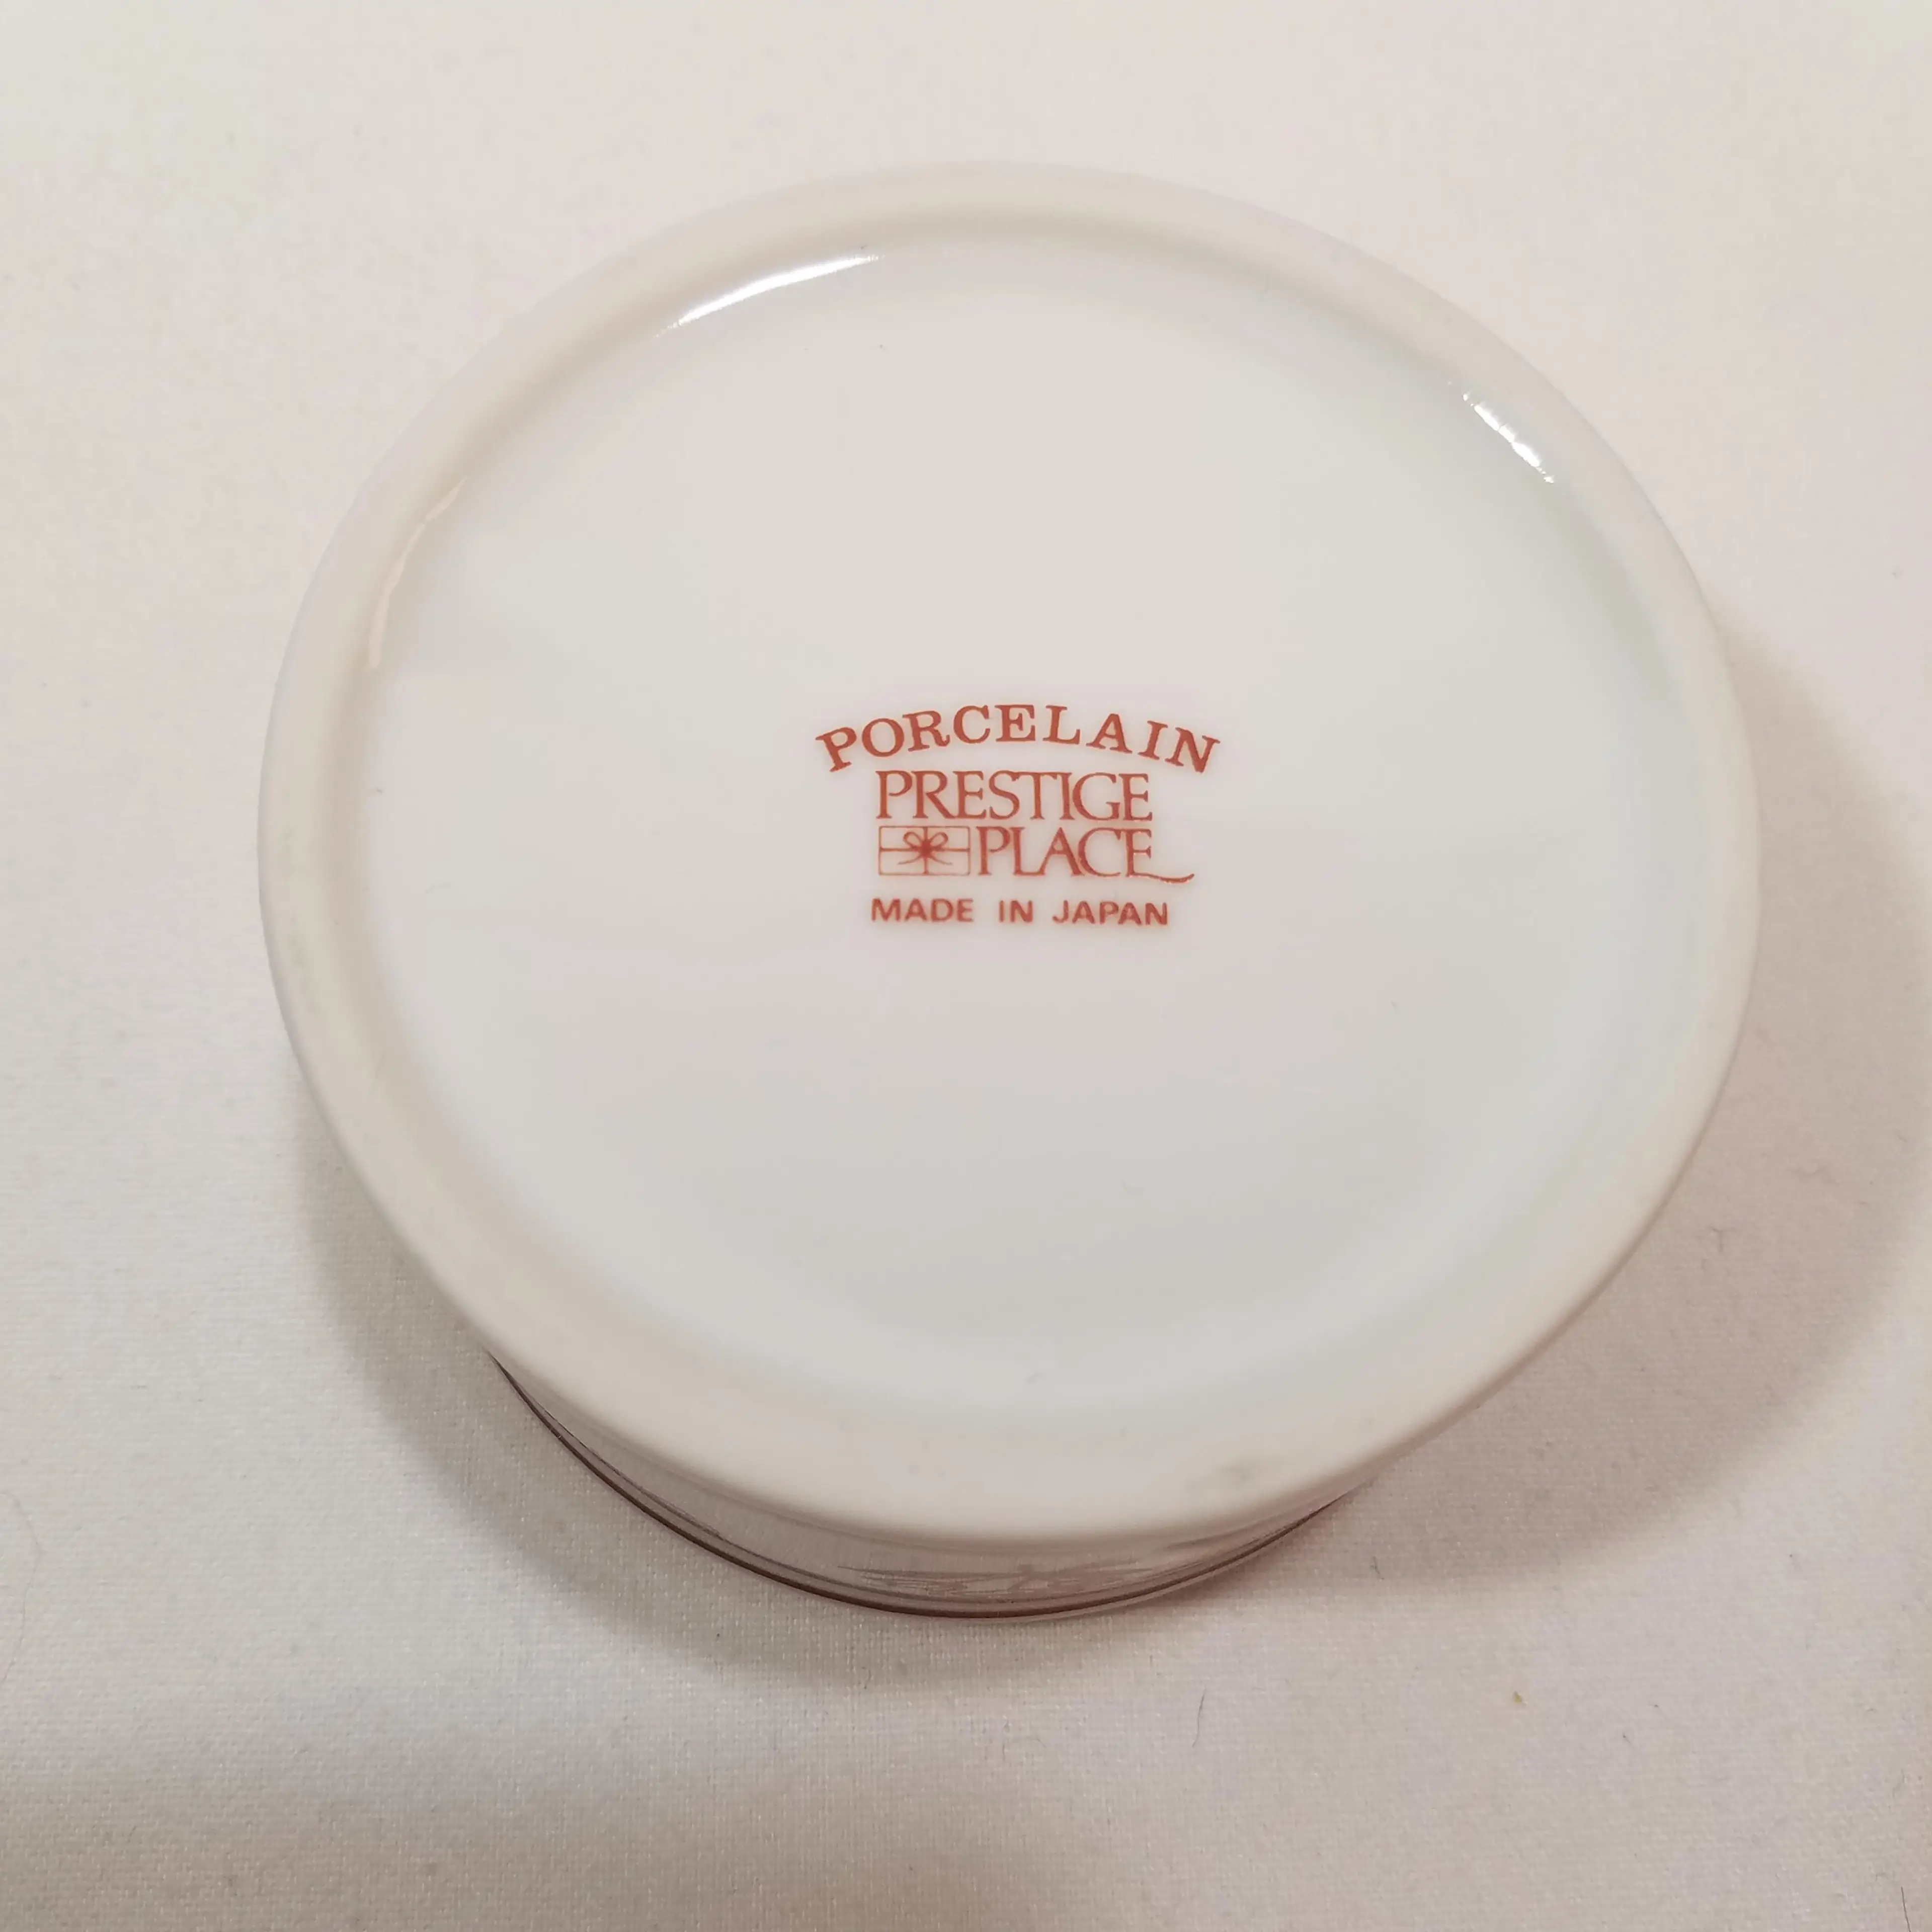 PORCELAIN
PRESTIGE
PLACE
MADE IN JAPAN